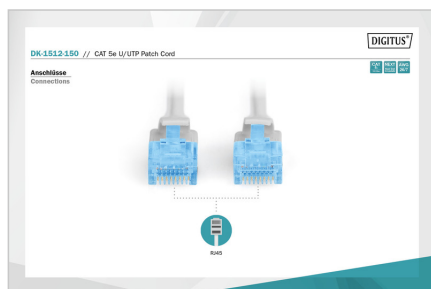 DIGITUS®
DK-1512-150 // CAT 5e U/UTP Patch Cord
Anschlüsse
Connections
RJ45